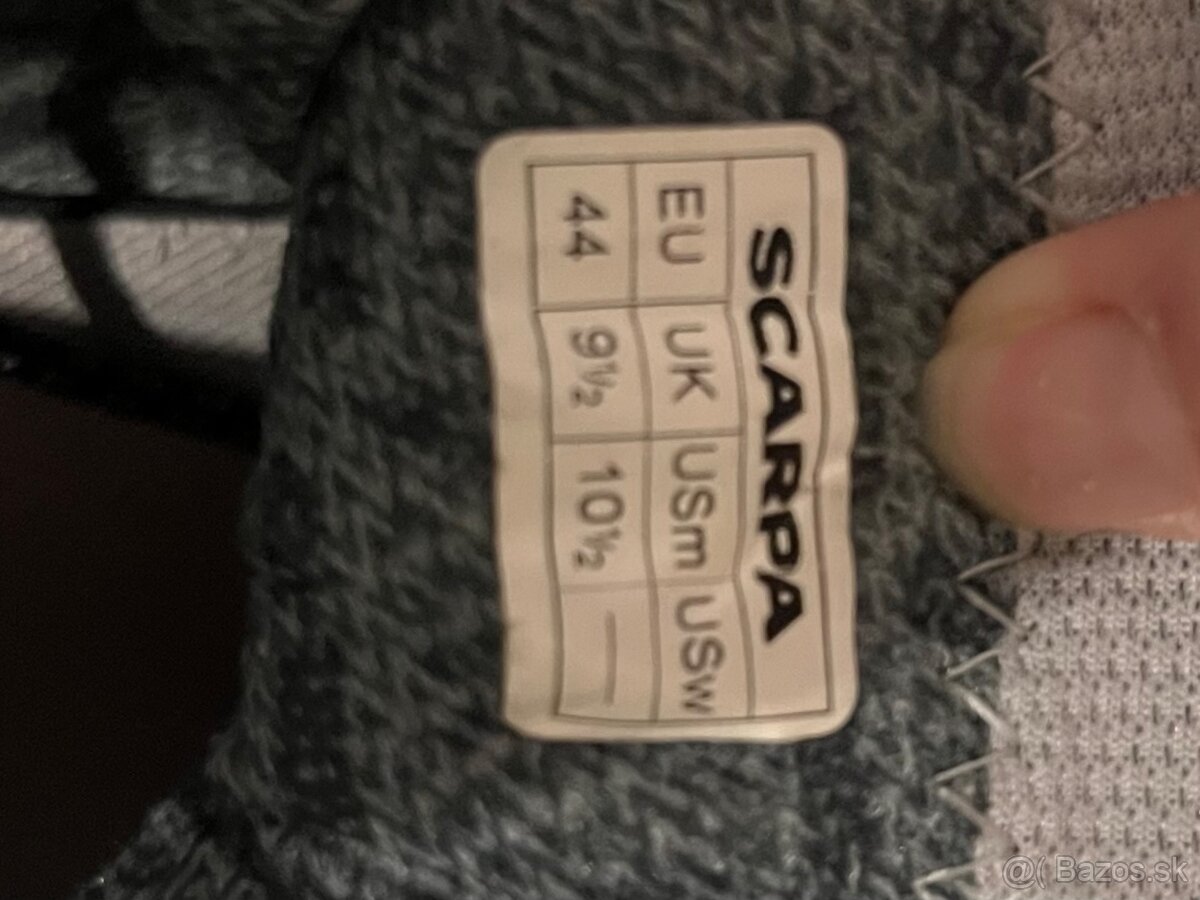 SCARPA
EU UK USm USw
44 9½ 10½ —
@( Bazos.sk